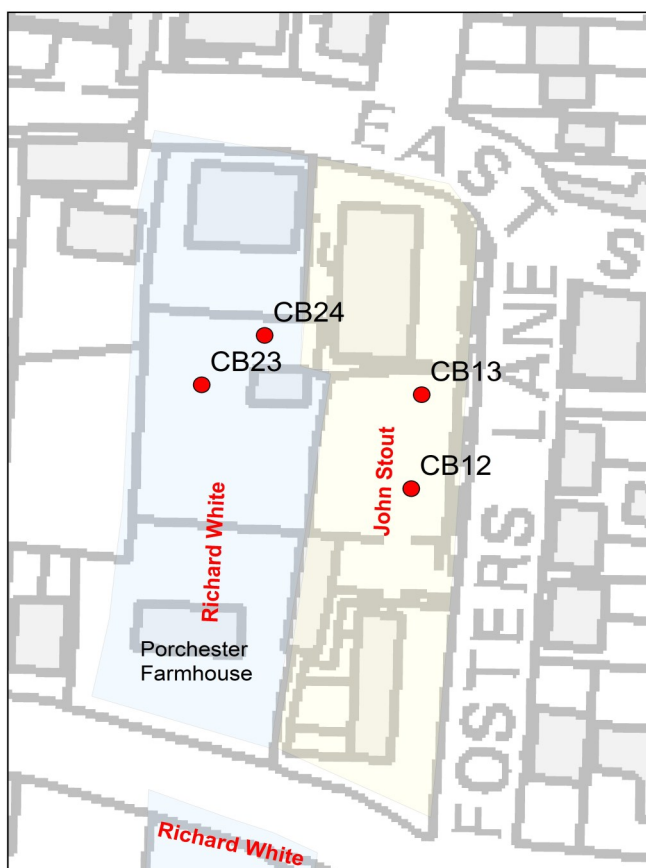 EAST S
CB24
CB23
CB13
CB12
John Stout
Richard White
Porchester
Farmhouse
FOSTERS LANE
Richard White